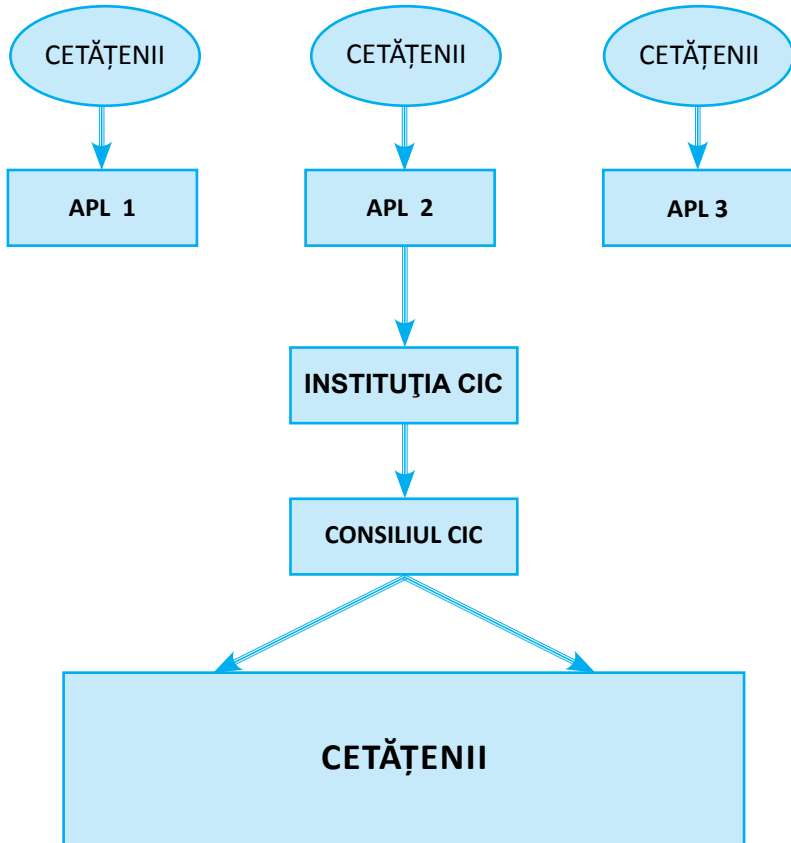 CETĂȚENII
CETĂȚENII
CETĂȚENII
APL 1
APL 2
APL 3
INSTITUŢIA CIC
CONSILIUL CIC
CETĂȚENII